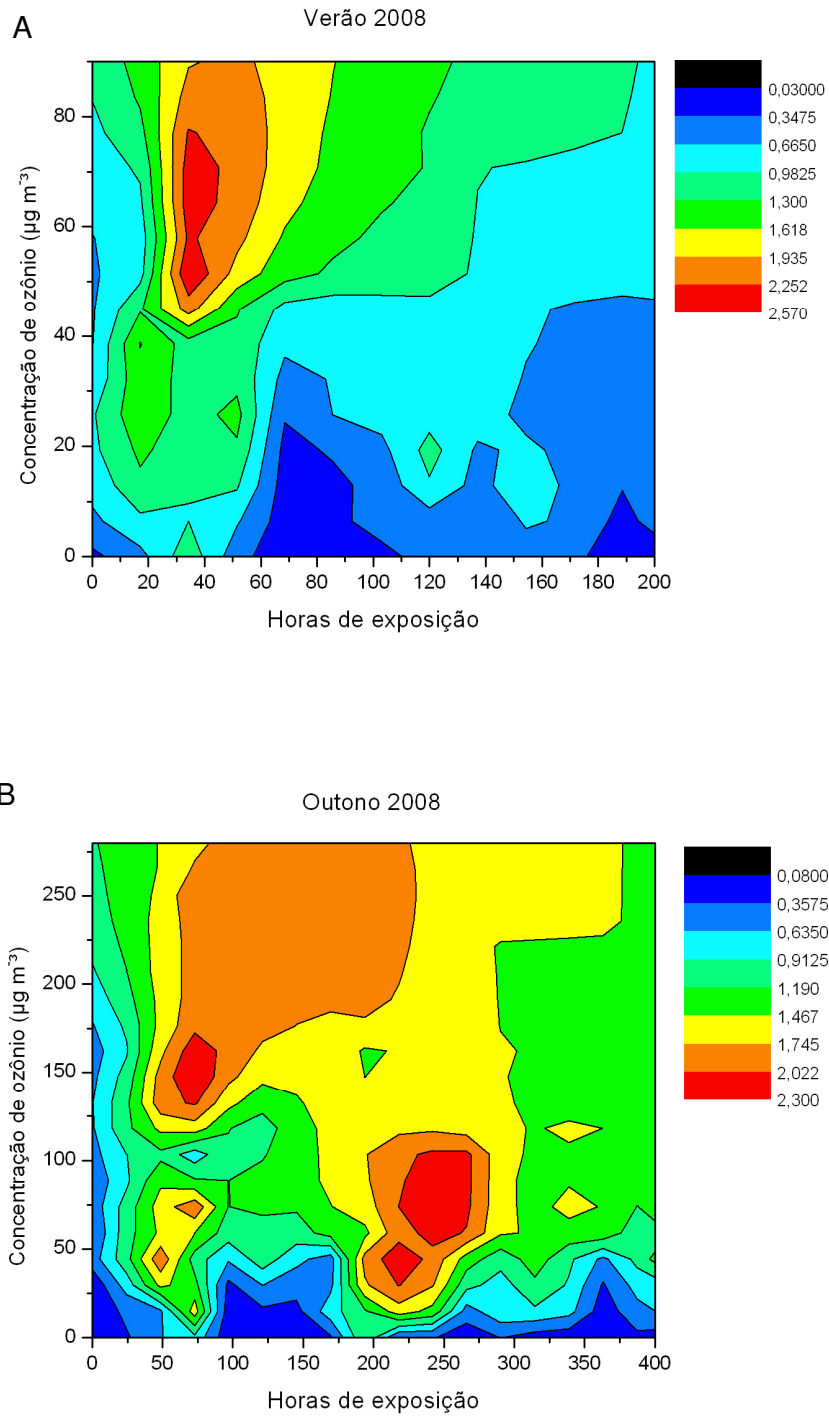 A
Verão 2008
Concentração de ozônio (µg m⁻³)
80
60
40
20
0
0 20 40 60 80 100 120 140 160 180 200
Horas de exposição
0,03000
0,3475
0,6650
0,9825
1,300
1,618
1,935
2,252
2,570
B
Outono 2008
Concentração de ozônio (µg m⁻³)
250
200
150
100
50
0
0 50 100 150 200 250 300 350 400
Horas de exposição
0,0800
0,3575
0,6350
0,9125
1,190
1,467
1,745
2,022
2,300